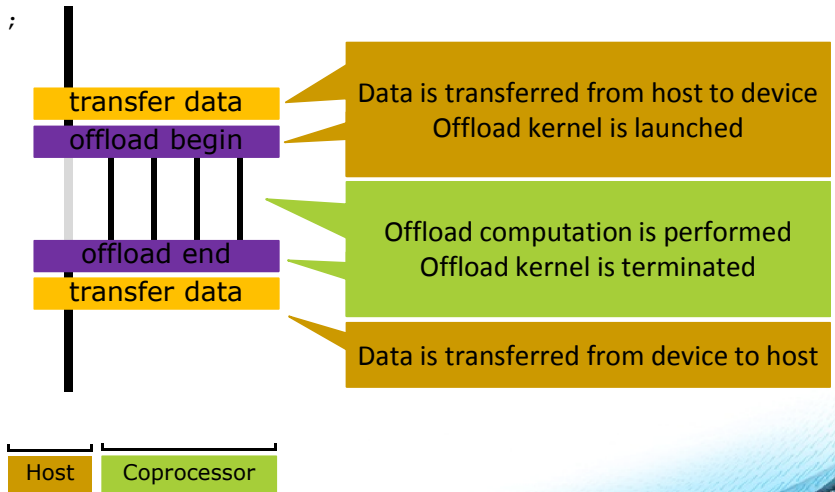 ;
transfer data
offload begin
offload end
transfer data
Data is transferred from host to device
Offload kernel is launched
Offload computation is performed
Offload kernel is terminated
Data is transferred from device to host
Host
Coprocessor